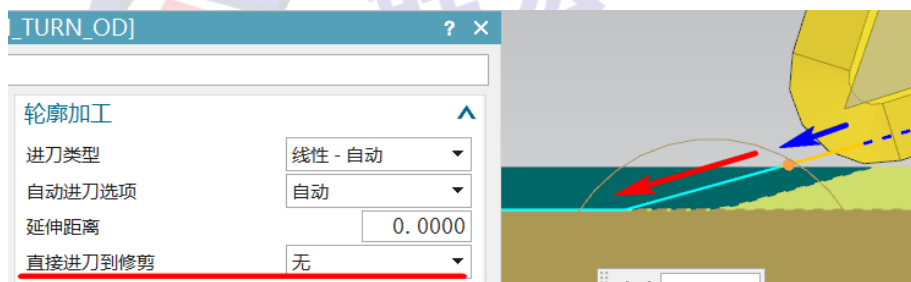 _TURN_OD]
? ×
轮廓加工
进刀类型
线性 - 自动
自动进刀选项
自动
延伸距离
0.0000
直接进刀到修剪
无